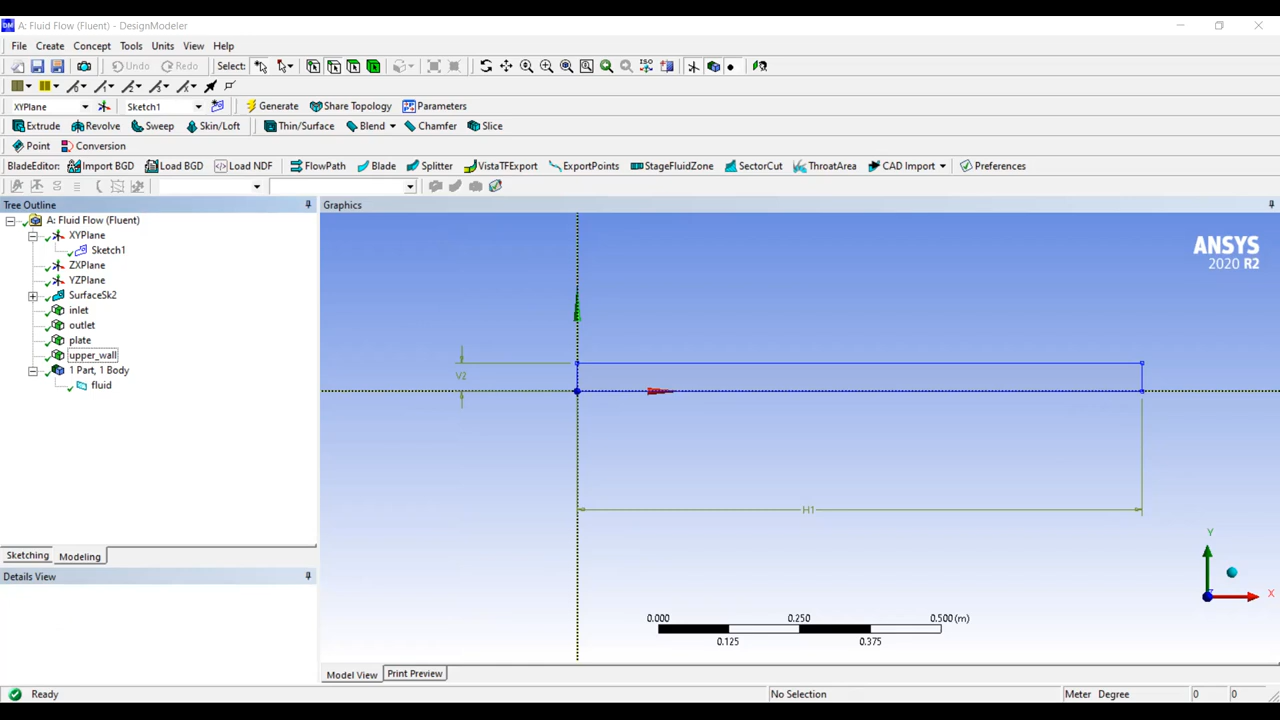 DM A: Fluid Flow (Fluent) - DesignModeler
File Create Concept Tools Units View Help
Undo Redo Select: ISO
XYPlane Sketch1 Generate Share Topology Parameters
Extrude Revolve Sweep Skin/Loft Thin/Surface Blend Chamfer Slice
Point Conversion
BladeEditor: Import BGD Load BGD Load NDF FlowPath Blade Splitter VistaTFExport ExportPoints StageFluidZone SectorCut ThroatArea CAD Import Preferences
Tree Outline
A: Fluid Flow (Fluent)
XYPlane
Sketch1
ZXPlane
YZPlane
SurfaceSk2
inlet
outlet
plate
upper_wall
1 Part, 1 Body
fluid
Sketching Modeling
Details View
Graphics
ANSYS
2020 R2
V2
H1
Y
X
0.000 0.250 0.500 (m)
0.125 0.375
Model View Print Preview
Ready No Selection Meter Degree 0 0